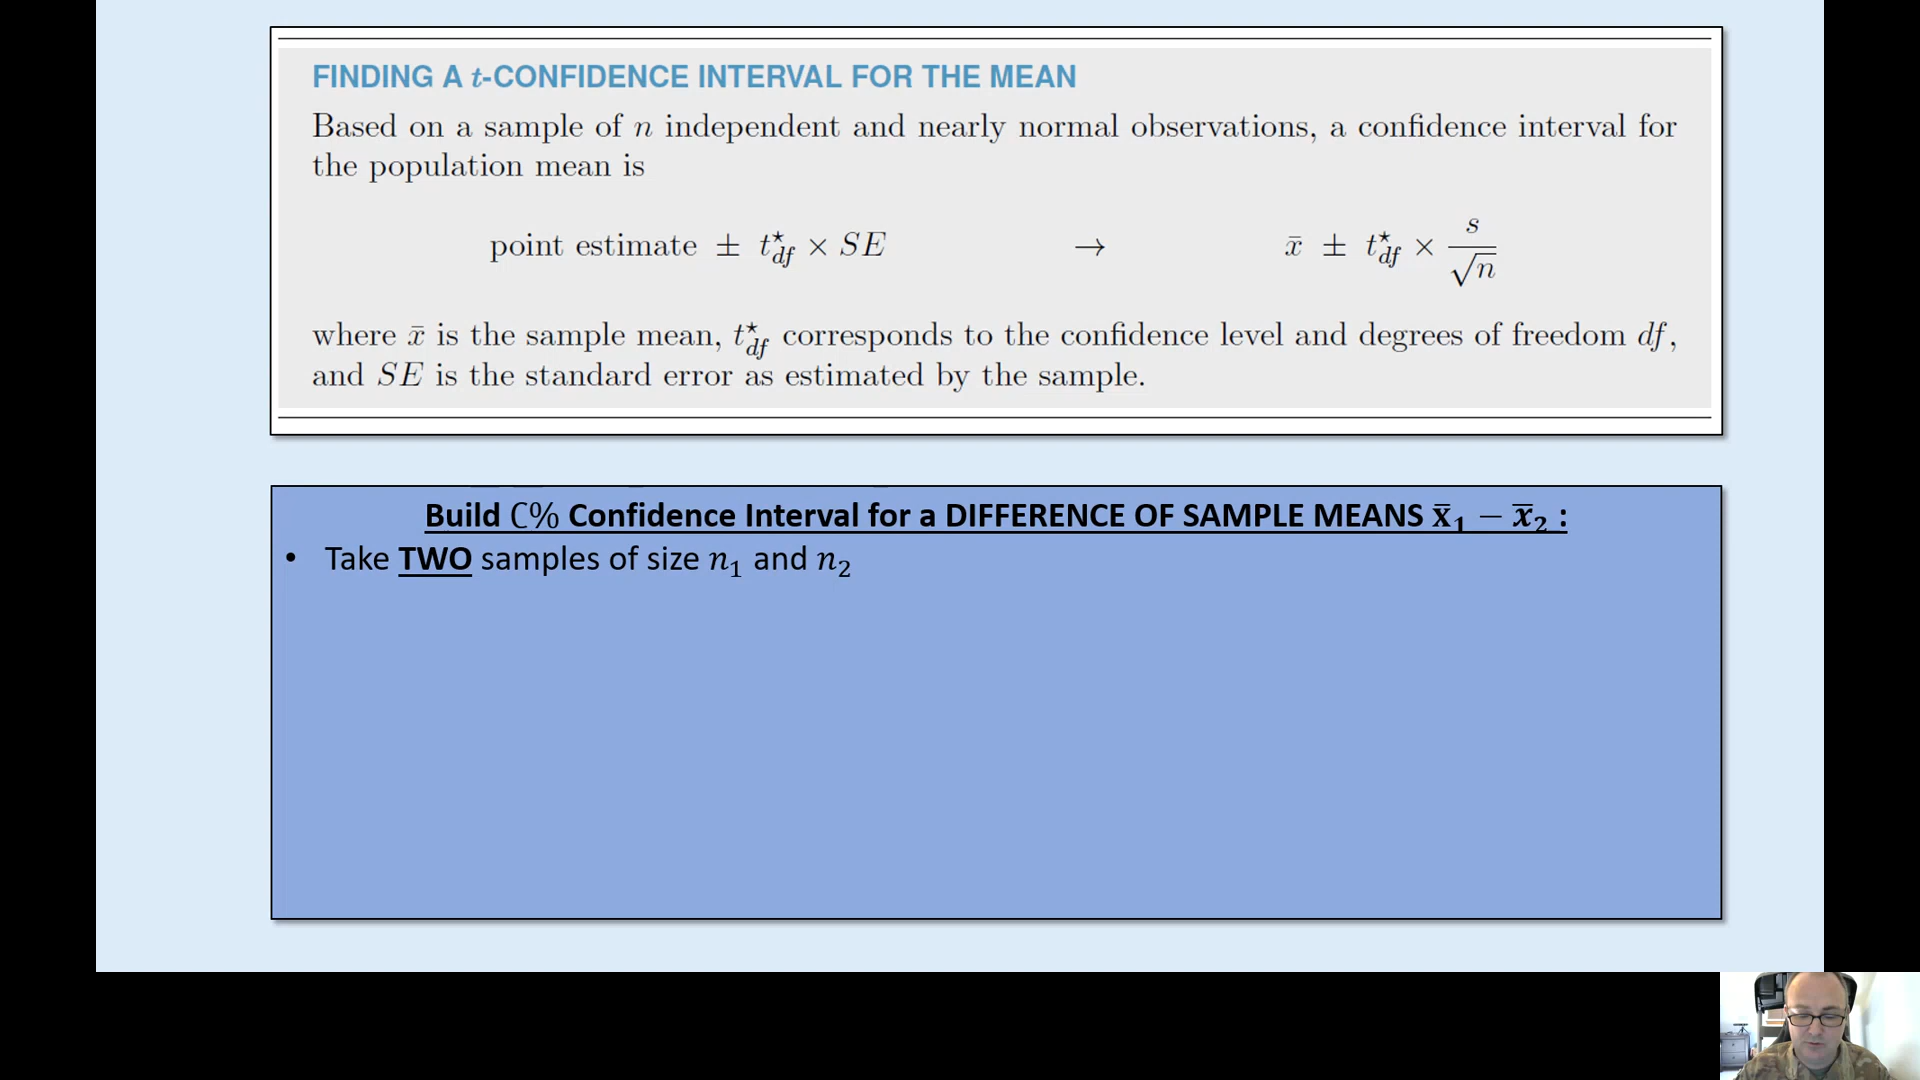 FINDING A t-CONFIDENCE INTERVAL FOR THE MEAN
Based on a sample of n independent and nearly normal observations, a confidence interval for
the population mean is
point estimate ± t⋆df × SE → x̄ ± t⋆df × s/√n
where x̄ is the sample mean, t⋆df corresponds to the confidence level and degrees of freedom df,
and SE is the standard error as estimated by the sample.
Build C% Confidence Interval for a DIFFERENCE OF SAMPLE MEANS x̄₁ − x̄₂ :
• Take TWO samples of size n₁ and n₂